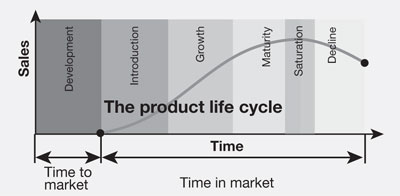 Sales
Development
Introduction
Growth
Maturity
Saturation
Decline
The product life cycle
Time
Time to
market
Time in market